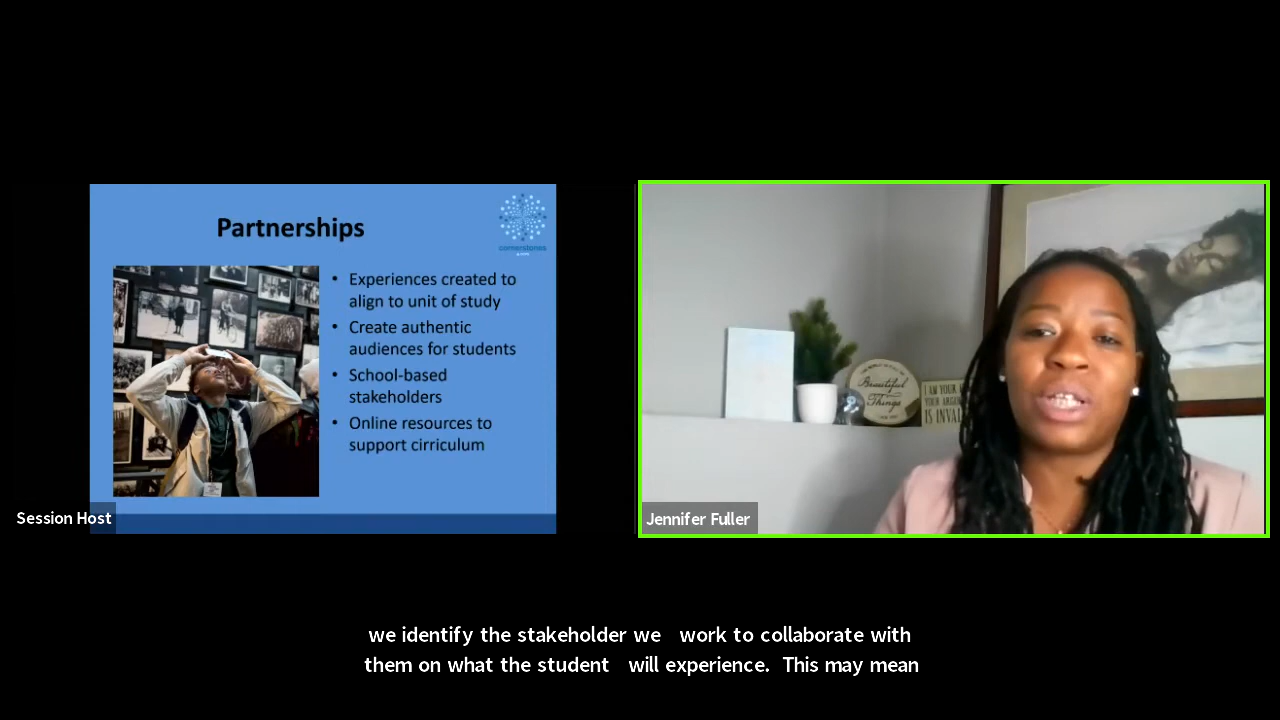 Partnerships
cornerstones
• Experiences created to
align to unit of study
• Create authentic
audiences for students
• School-based
stakeholders
• Online resources to
support cirriculum
Session Host
Beautiful
Things
I AM YOUR
YOUR ARGU
IS INVAL
Jennifer Fuller
we identify the stakeholder we work to collaborate with
them on what the student will experience. This may mean